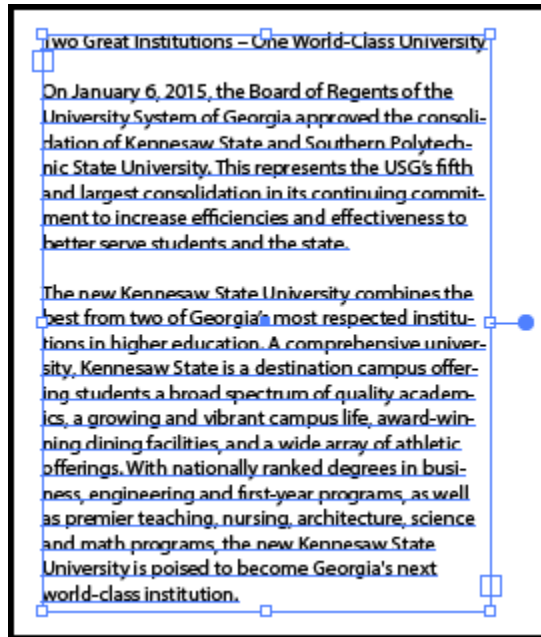 Two Great Institutions – One World-Class University
On January 6, 2015, the Board of Regents of the
University System of Georgia approved the consoli-
dation of Kennesaw State and Southern Polytech-
nic State University. This represents the USG's fifth
and largest consolidation in its continuing commit-
ment to increase efficiencies and effectiveness to
better serve students and the state.
The new Kennesaw State University combines the
best from two of Georgia's most respected institu-
tions in higher education. A comprehensive univer-
sity, Kennesaw State is a destination campus offer-
ing students a broad spectrum of quality academ-
ics, a growing and vibrant campus life, award-win-
ning dining facilities, and a wide array of athletic
offerings. With nationally ranked degrees in busi-
ness, engineering and first-year programs, as well
as premier teaching, nursing, architecture, science
and math programs, the new Kennesaw State
University is poised to become Georgia's next
world-class institution.